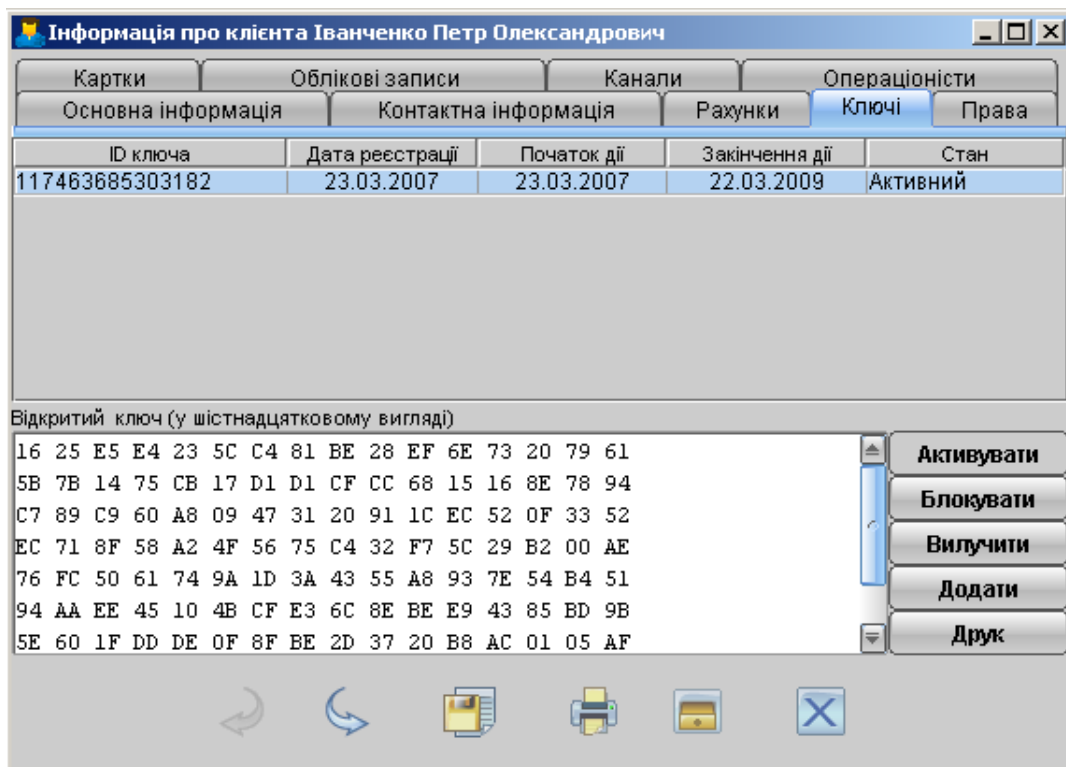 Інформація про клієнта Іванченко Петр Олександрович
Картки Облікові записи Канали Операціоністи
Основна інформація Контактна інформація Рахунки Ключі Права
ID ключа Дата реєстрації Початок дії Закінчення дії Стан
117463685303182 23.03.2007 23.03.2007 22.03.2009 Активний
Відкритий ключ (у шістнадцятковому вигляді)
16 25 E5 E4 23 5C C4 81 BE 28 EF 6E 73 20 79 61
5B 7B 14 75 CB 17 D1 D1 CF CC 68 15 16 8E 78 94
C7 89 C9 60 A8 09 47 31 20 91 1C EC 52 0F 33 52
EC 71 8F 58 A2 4F 56 75 C4 32 F7 5C 29 B2 00 AE
76 FC 50 61 74 9A 1D 3A 43 55 A8 93 7E 54 B4 51
94 AA EE 45 10 4B CF E3 6C 8E BE E9 43 85 BD 9B
5E 60 1F DD DE 0F 8F BE 2D 37 20 B8 AC 01 05 AF
Активувати
Блокувати
Вилучити
Додати
Друк